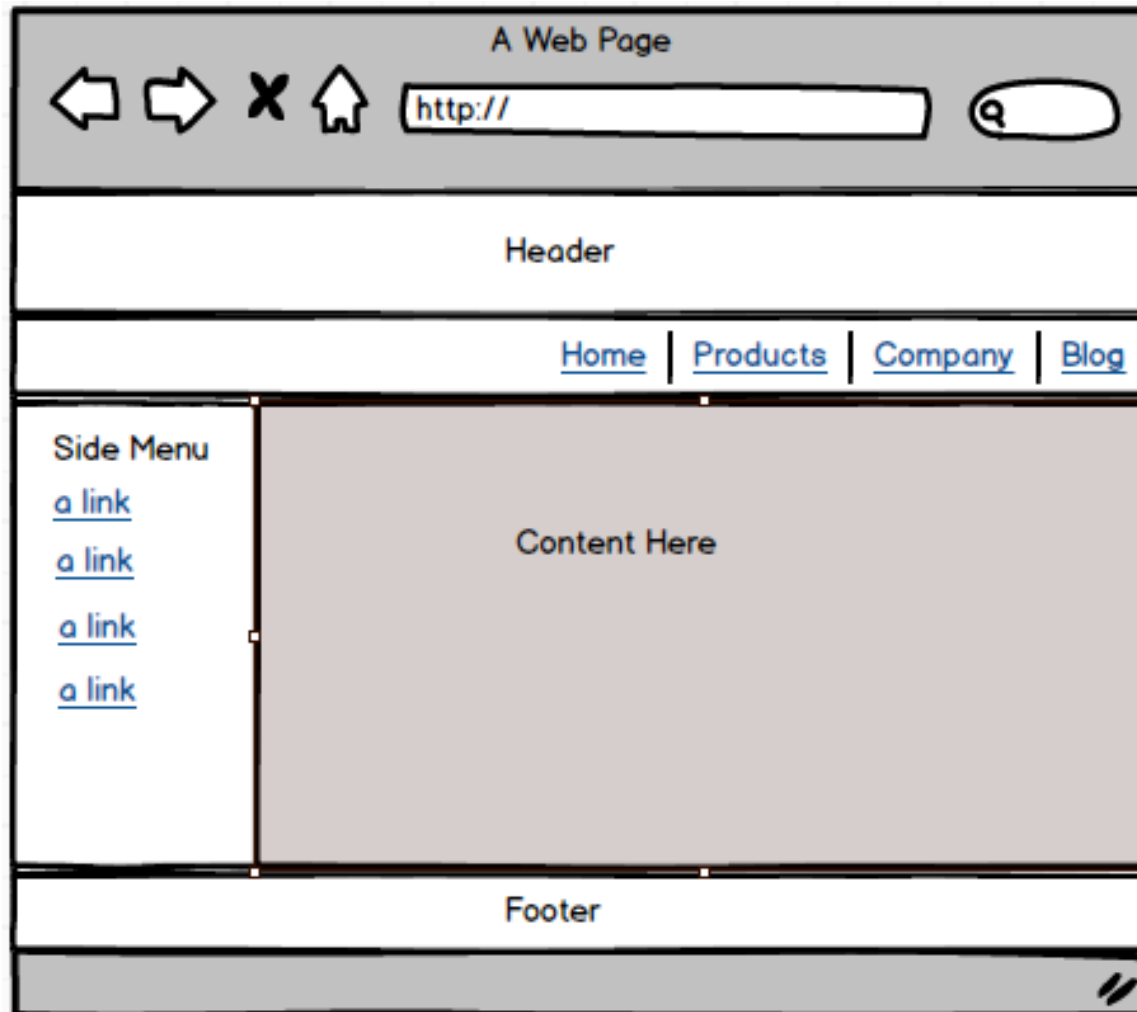 A Web Page
http://
Header
Home Products Company Blog
Side Menu
a link
a link
a link
a link
Content Here
Footer